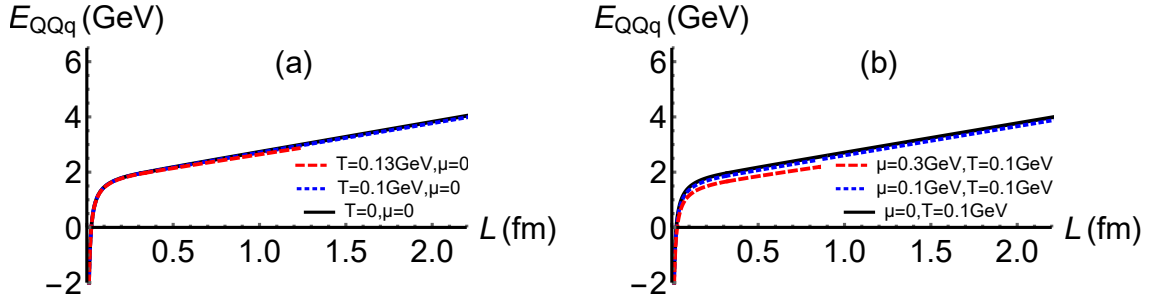 E_QQq (GeV)
(a)
6
4
2
0
−2
0.5
1.0
1.5
2.0
L (fm)
T=0.13GeV,μ=0
T=0.1GeV,μ=0
T=0,μ=0
E_QQq (GeV)
(b)
6
4
2
0
−2
0.5
1.0
1.5
2.0
L (fm)
μ=0.3GeV,T=0.1GeV
μ=0.1GeV,T=0.1GeV
μ=0,T=0.1GeV